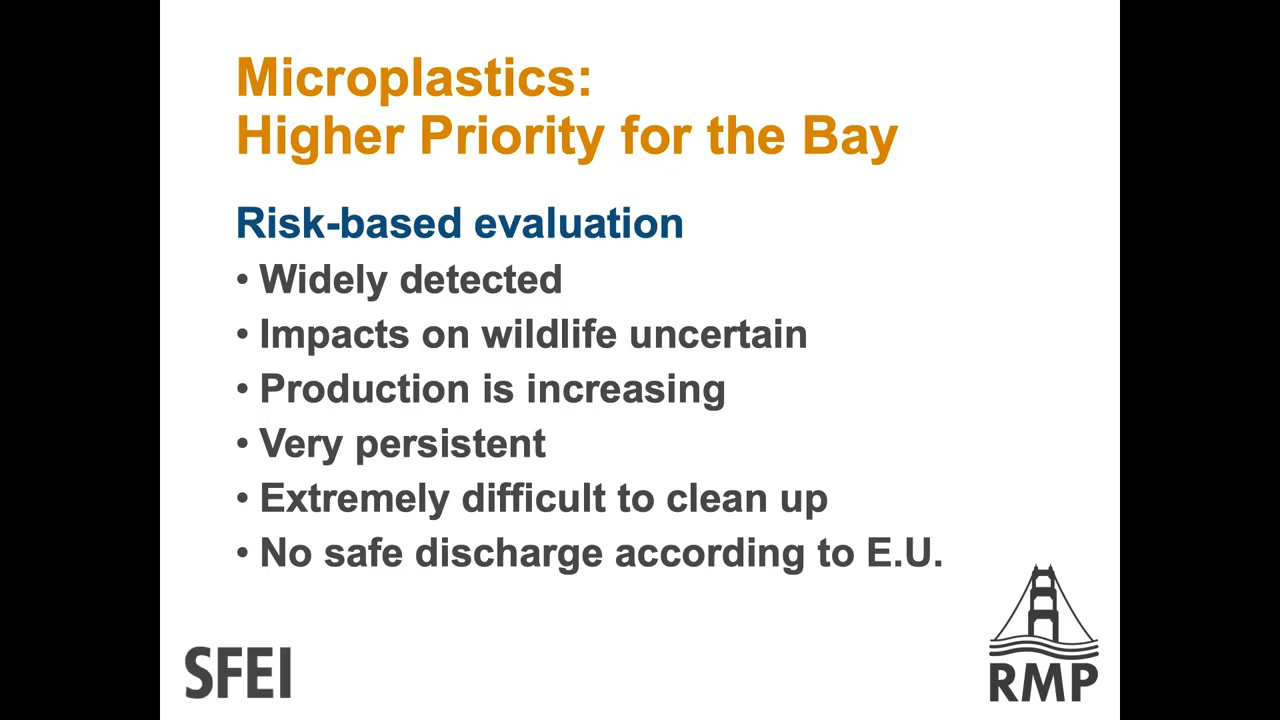 Microplastics:
Higher Priority for the Bay
Risk-based evaluation
• Widely detected
• Impacts on wildlife uncertain
• Production is increasing
• Very persistent
• Extremely difficult to clean up
• No safe discharge according to E.U.
SFEI
RMP